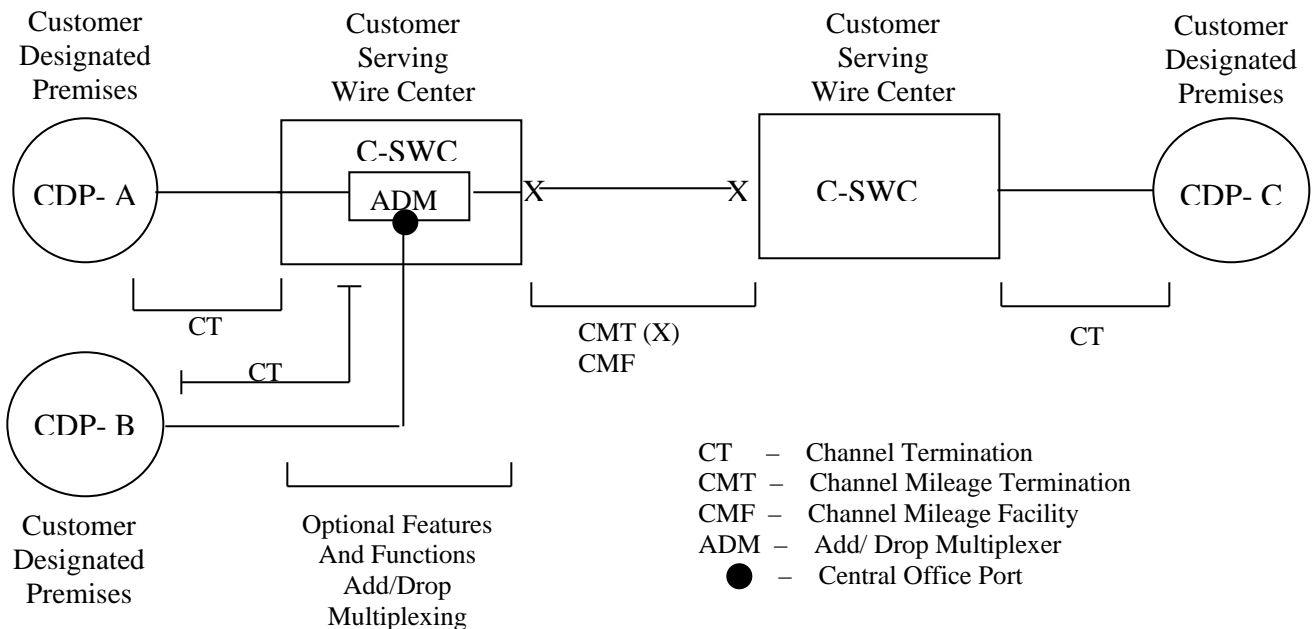 Customer
Designated
Premises
Customer
Serving
Wire Center
Customer
Serving
Wire Center
Customer
Designated
Premises
CDP- A
C-SWC
ADM
X
X
C-SWC
CDP- C
CT
CMT (X)
CMF
CT
CT
CDP- B
Customer
Designated
Premises
Optional Features
And Functions
Add/Drop
Multiplexing
CT – Channel Termination
CMT – Channel Mileage Termination
CMF – Channel Mileage Facility
ADM – Add/ Drop Multiplexer
● – Central Office Port